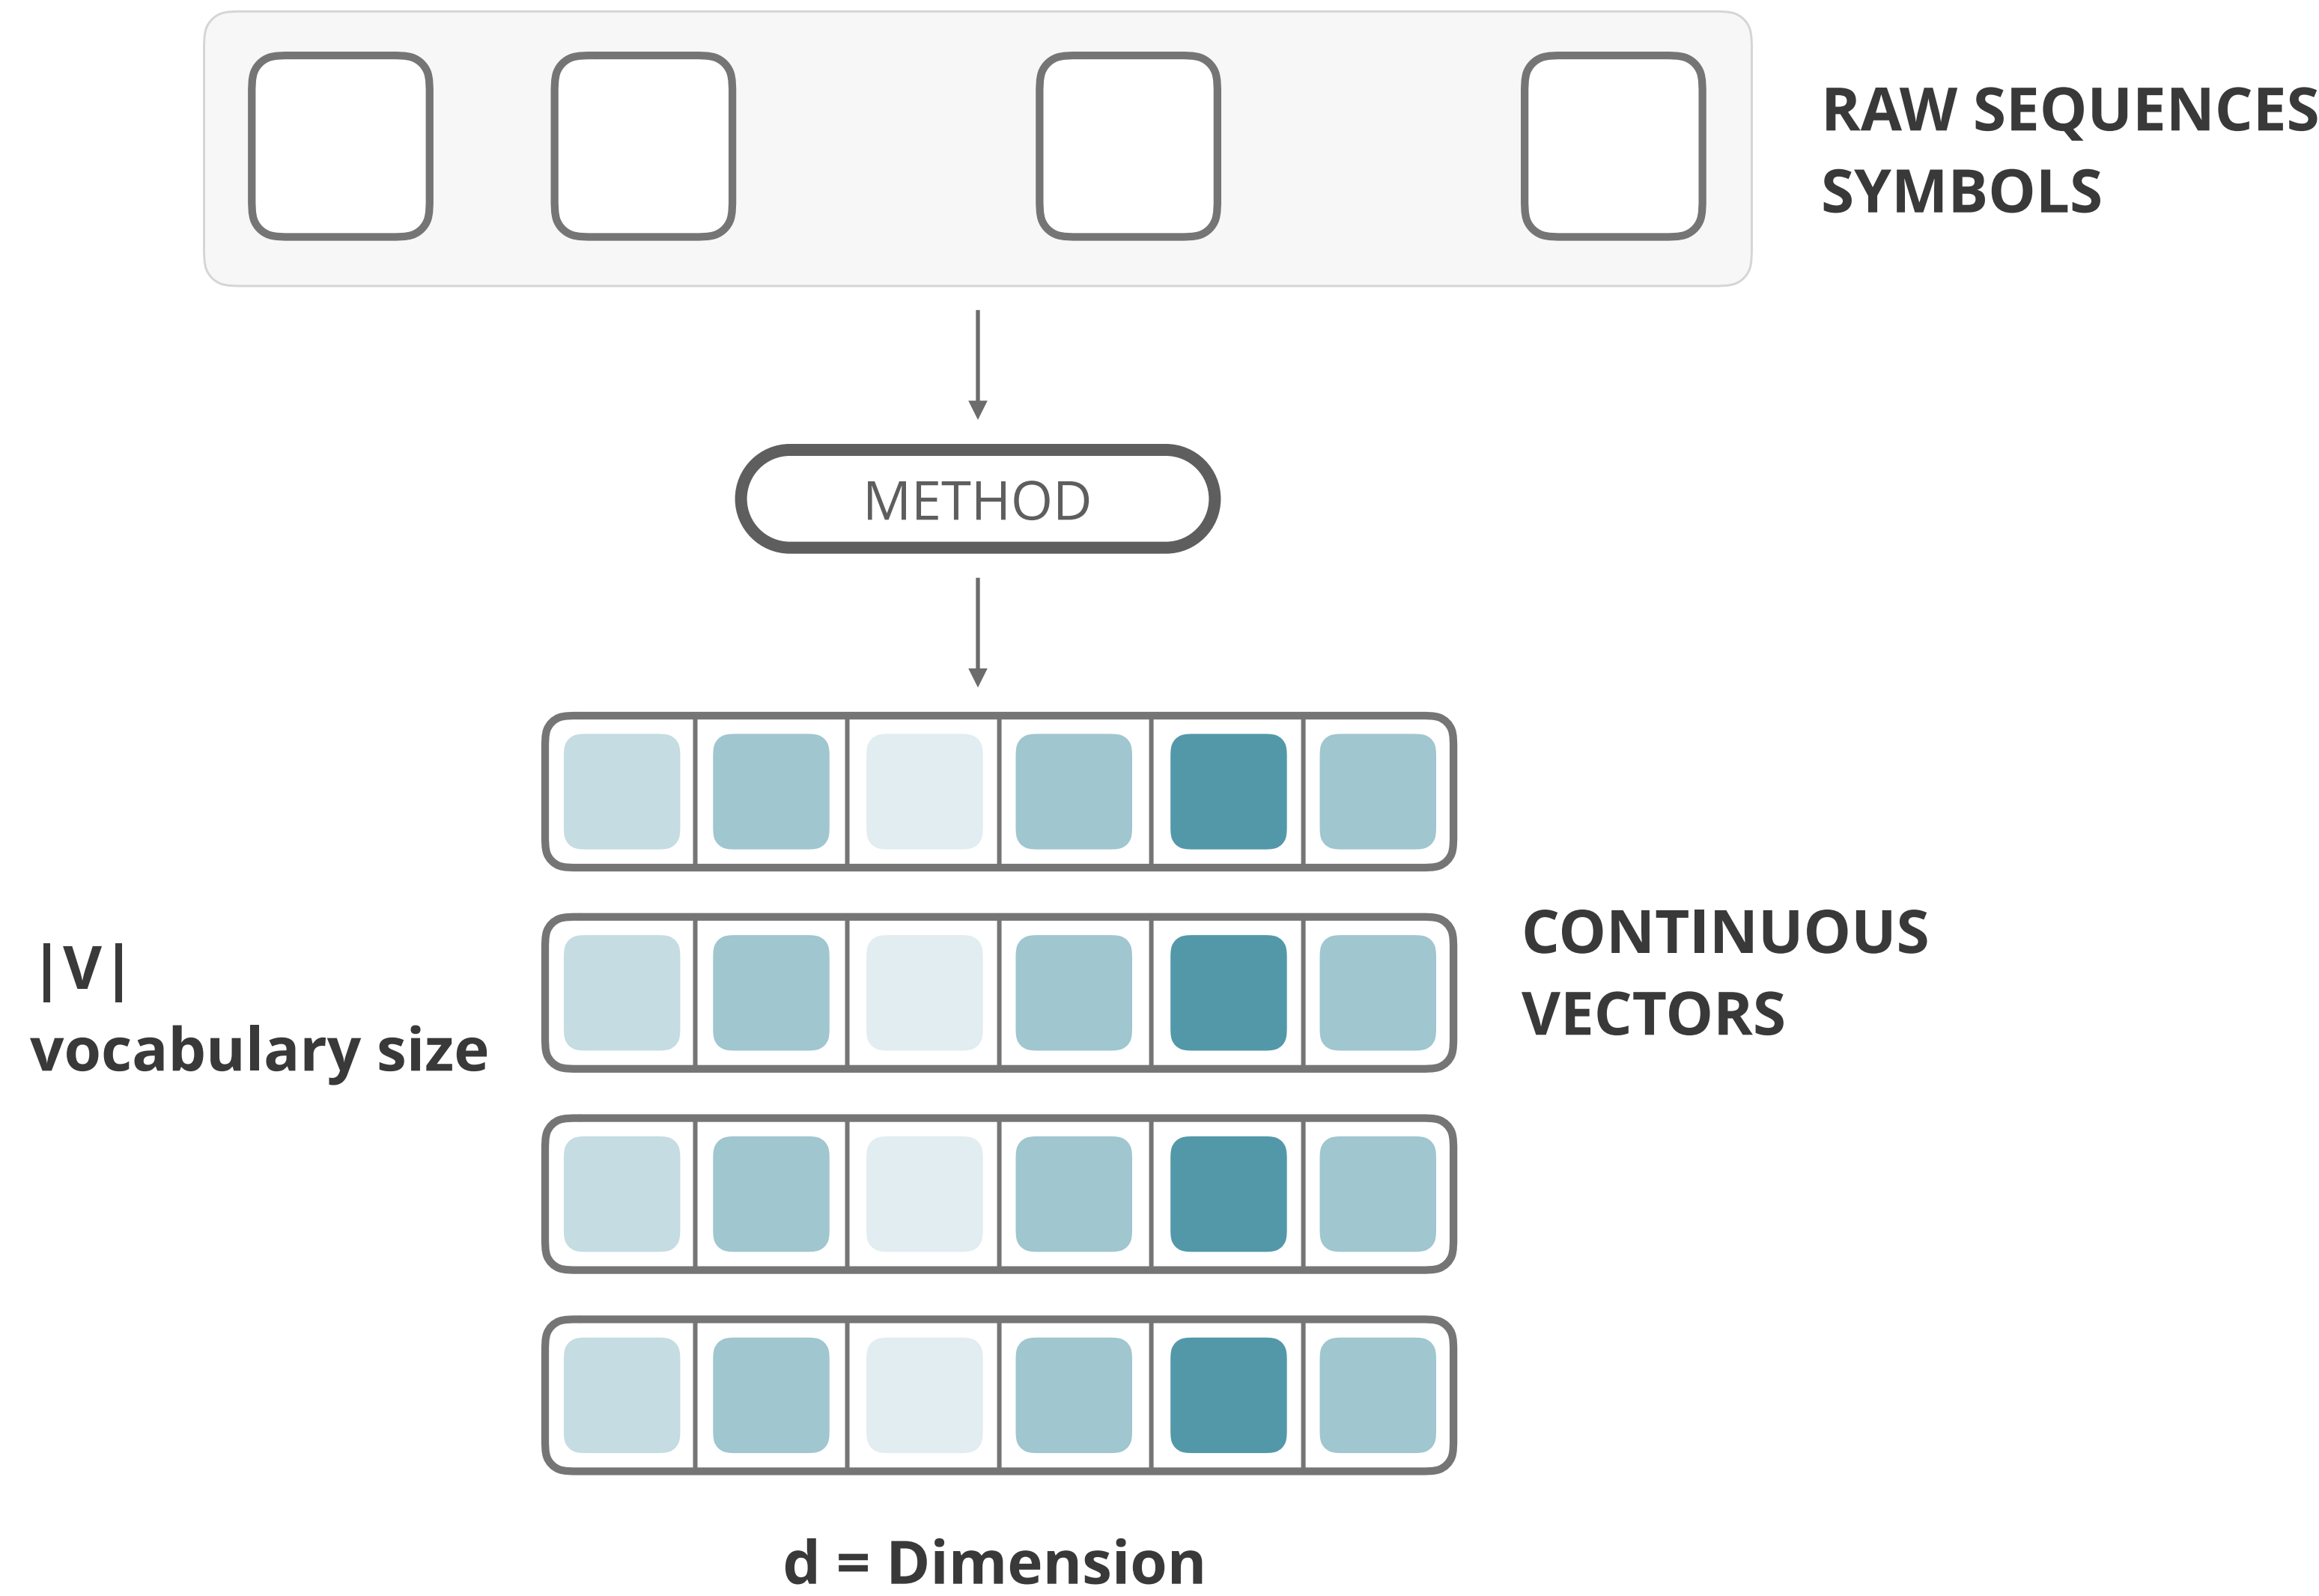 RAW SEQUENCES
SYMBOLS
METHOD
CONTINUOUS
VECTORS
|V|
vocabulary size
d = Dimension